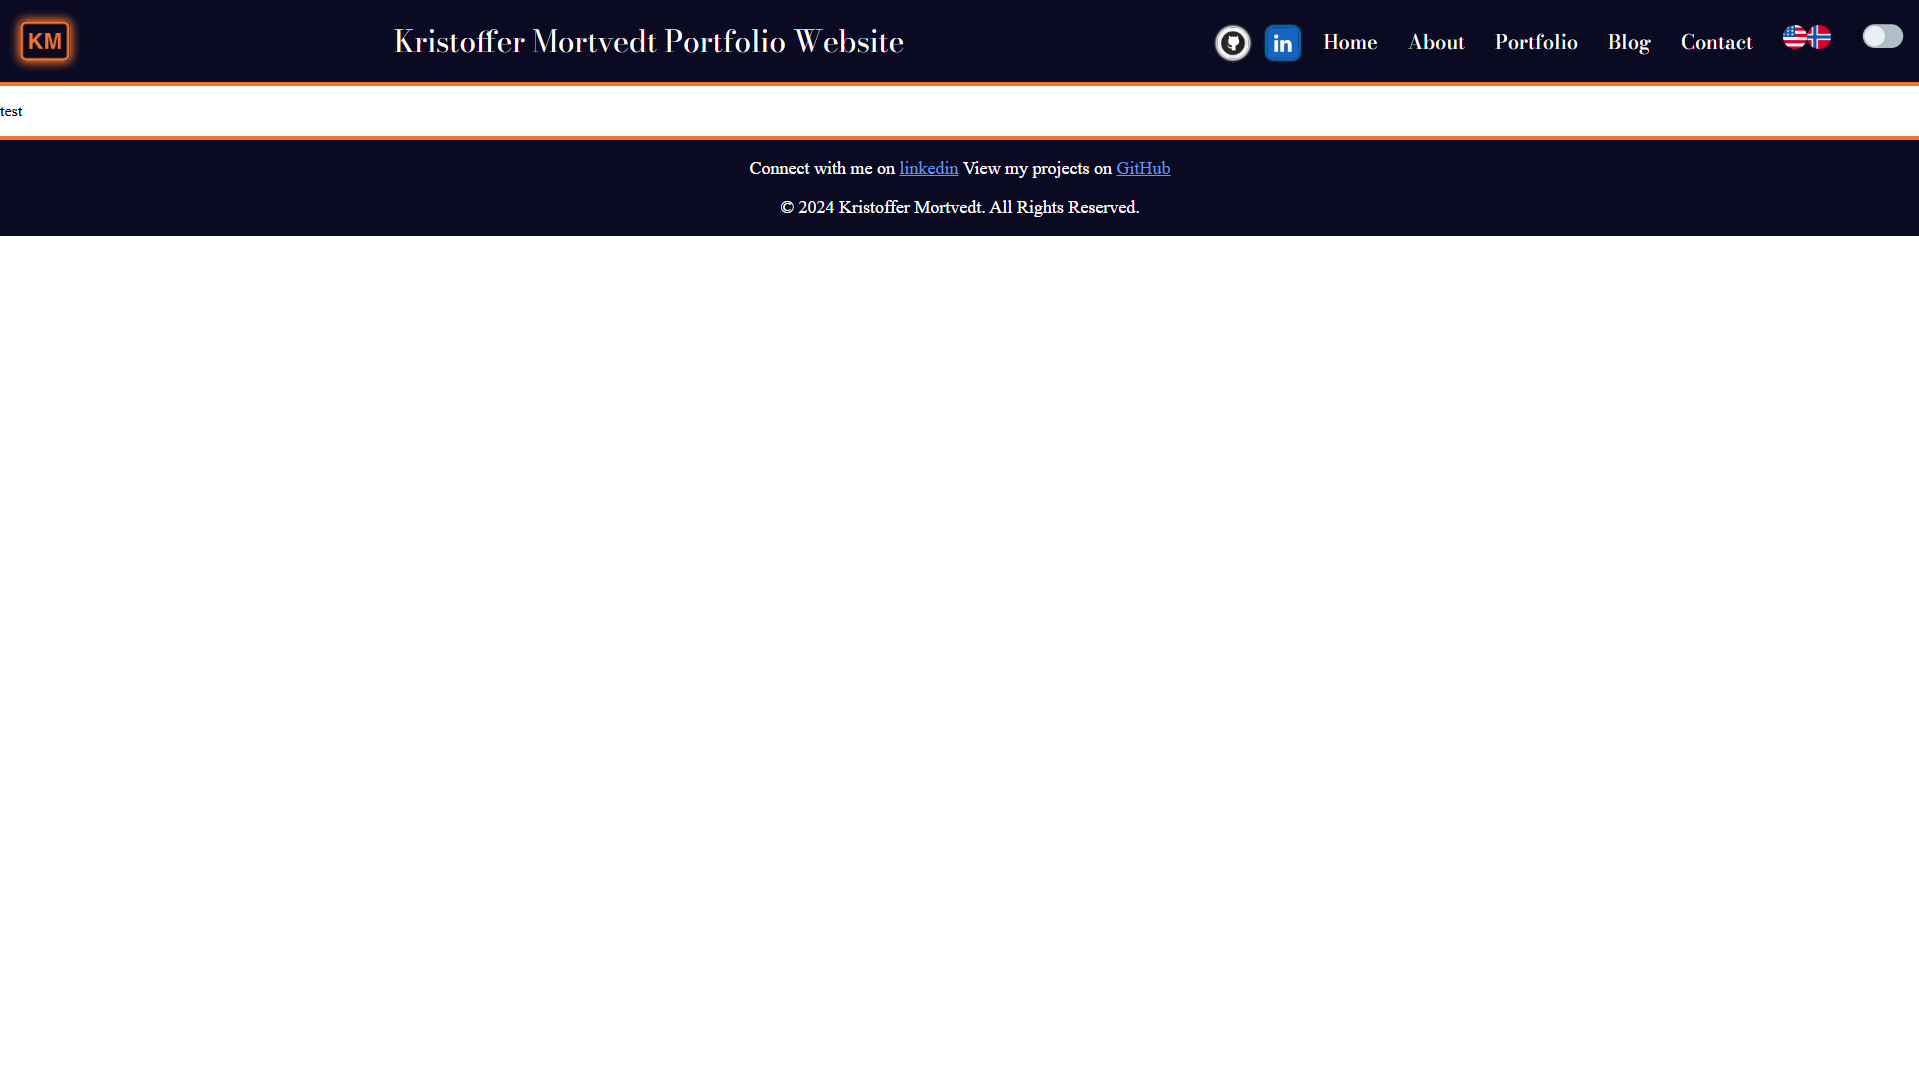 KM
Kristoffer Mortvedt Portfolio Website
in
Home
About
Portfolio
Blog
Contact
test
Connect with me on linkedin View my projects on GitHub
© 2024 Kristoffer Mortvedt. All Rights Reserved.